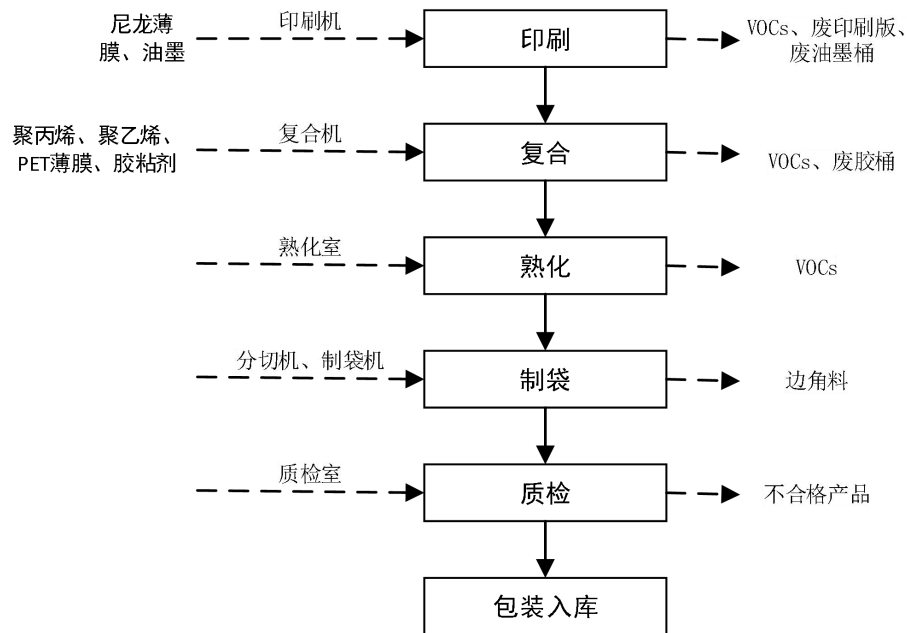 尼龙薄
膜、油墨
印刷机
印刷
VOCs、废印刷版、
废油墨桶
聚丙烯、聚乙烯、
PET薄膜、胶粘剂
复合机
复合
VOCs、废胶桶
熟化室
熟化
VOCs
分切机、制袋机
制袋
边角料
质检室
质检
不合格产品
包装入库